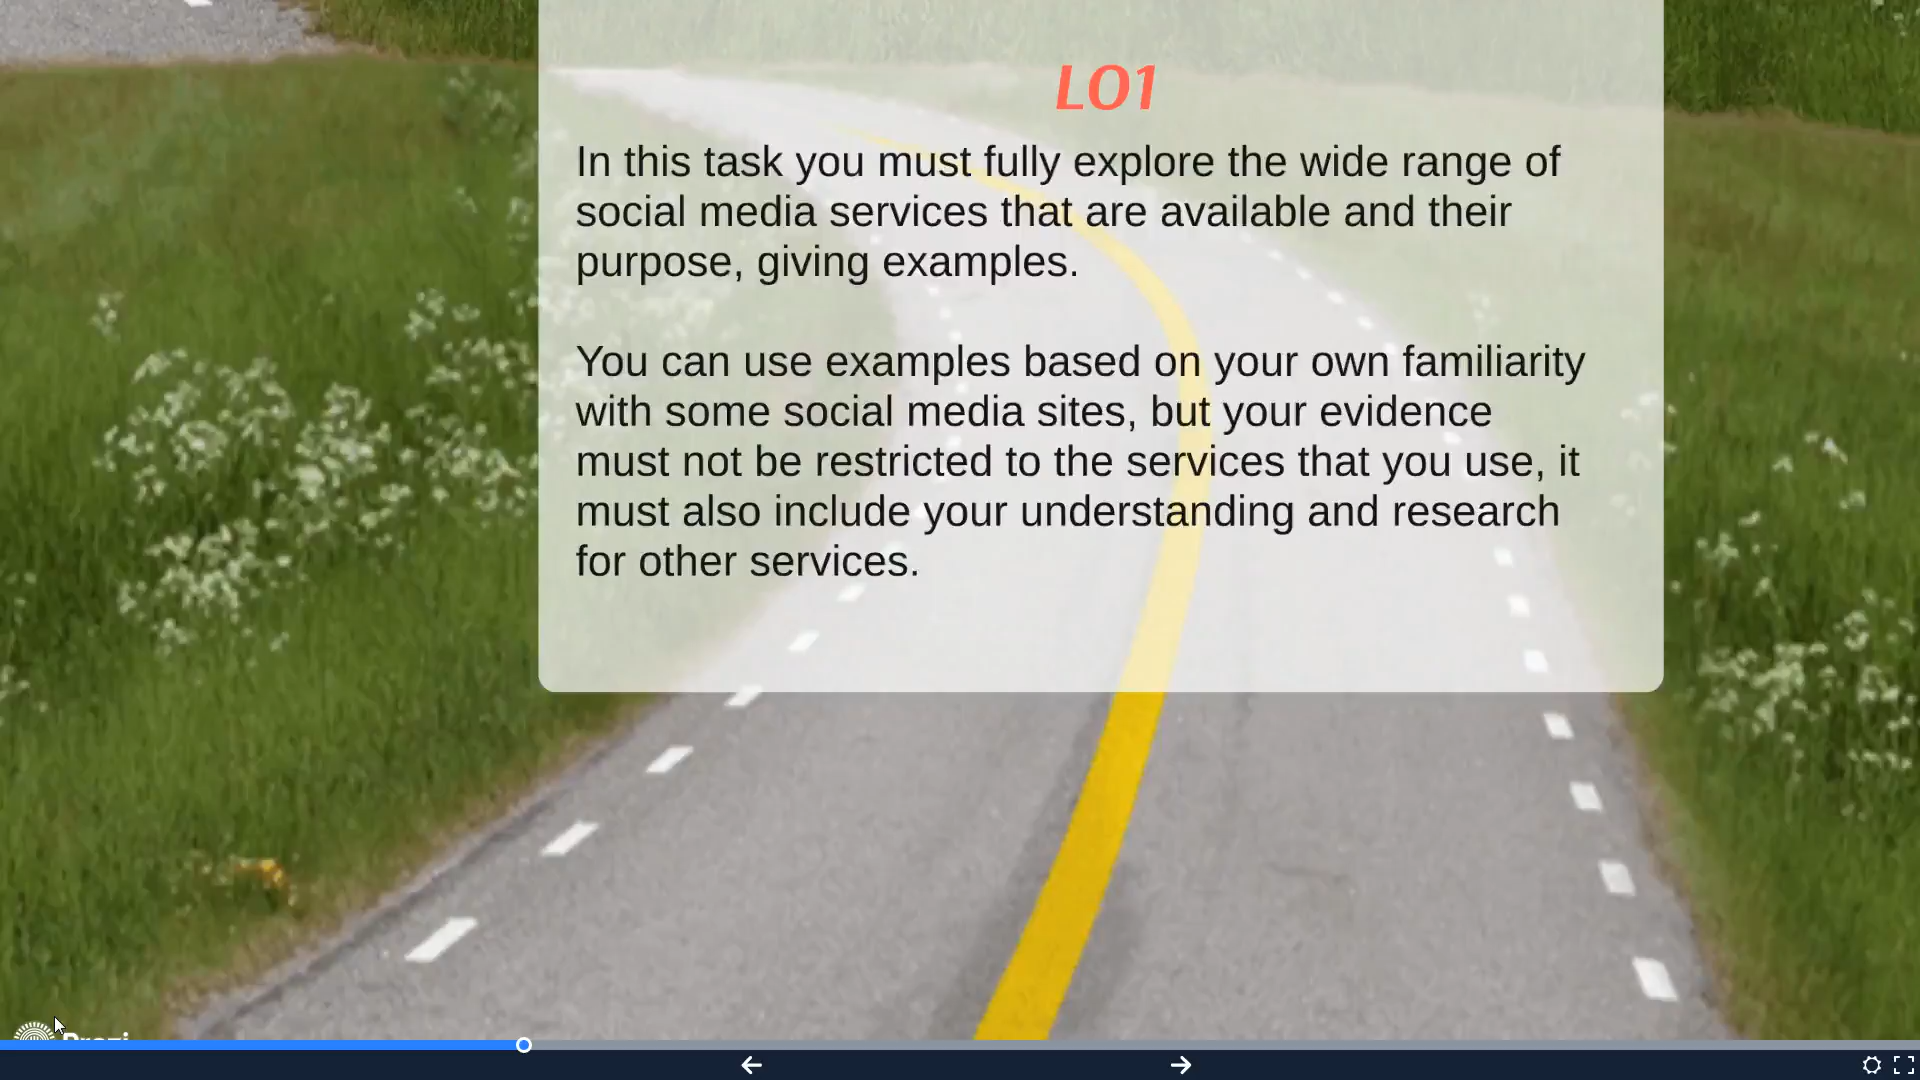 LO1
In this task you must fully explore the wide range of
social media services that are available and their
purpose, giving examples.
You can use examples based on your own familiarity
with some social media sites, but your evidence
must not be restricted to the services that you use, it
must also include your understanding and research
for other services.
Prezi